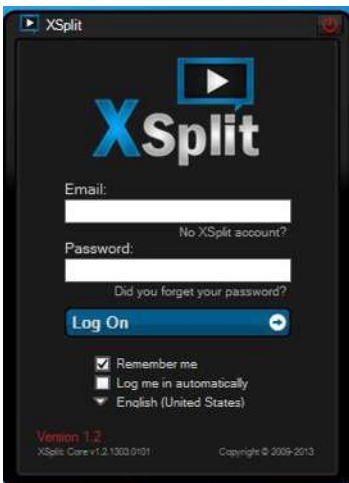 XSplit
XSplit
Email:
No XSplit account?
Password:
Did you forget your password?
Log On
Remember me
Log me in automatically
English (United States)
Version 1.2
XSplit Core v1.2.1303.0101
Copyright © 2009-2013